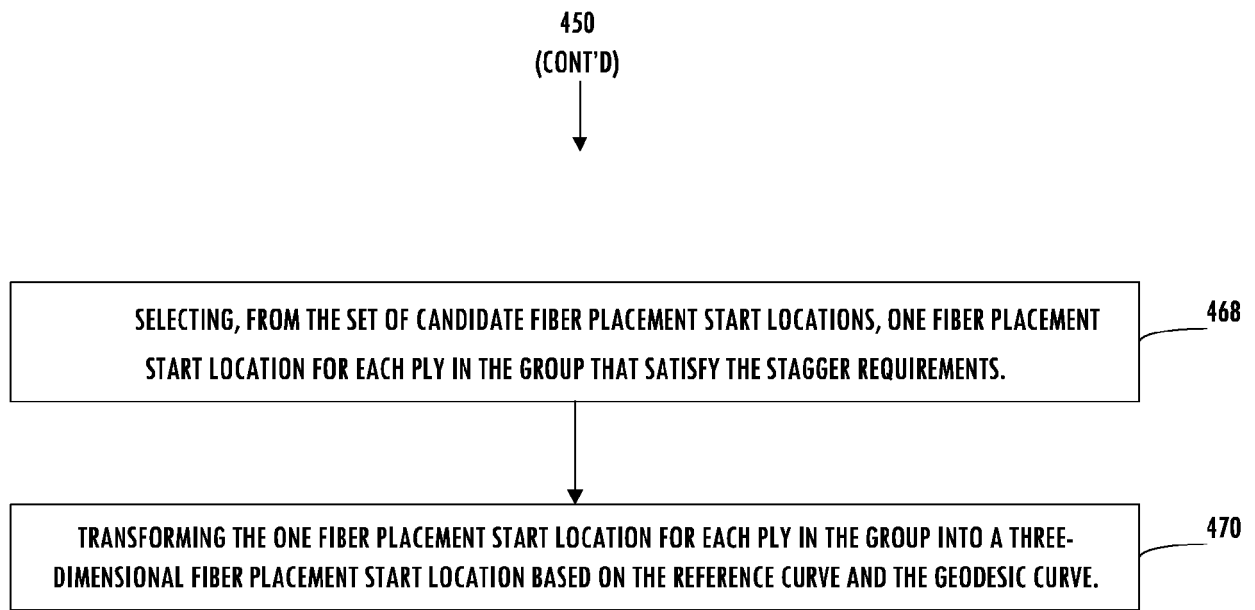 450
(CONT'D)
SELECTING, FROM THE SET OF CANDIDATE FIBER PLACEMENT START LOCATIONS, ONE FIBER PLACEMENT
START LOCATION FOR EACH PLY IN THE GROUP THAT SATISFY THE STAGGER REQUIREMENTS.
468
TRANSFORMING THE ONE FIBER PLACEMENT START LOCATION FOR EACH PLY IN THE GROUP INTO A THREE-
DIMENSIONAL FIBER PLACEMENT START LOCATION BASED ON THE REFERENCE CURVE AND THE GEODESIC CURVE.
470